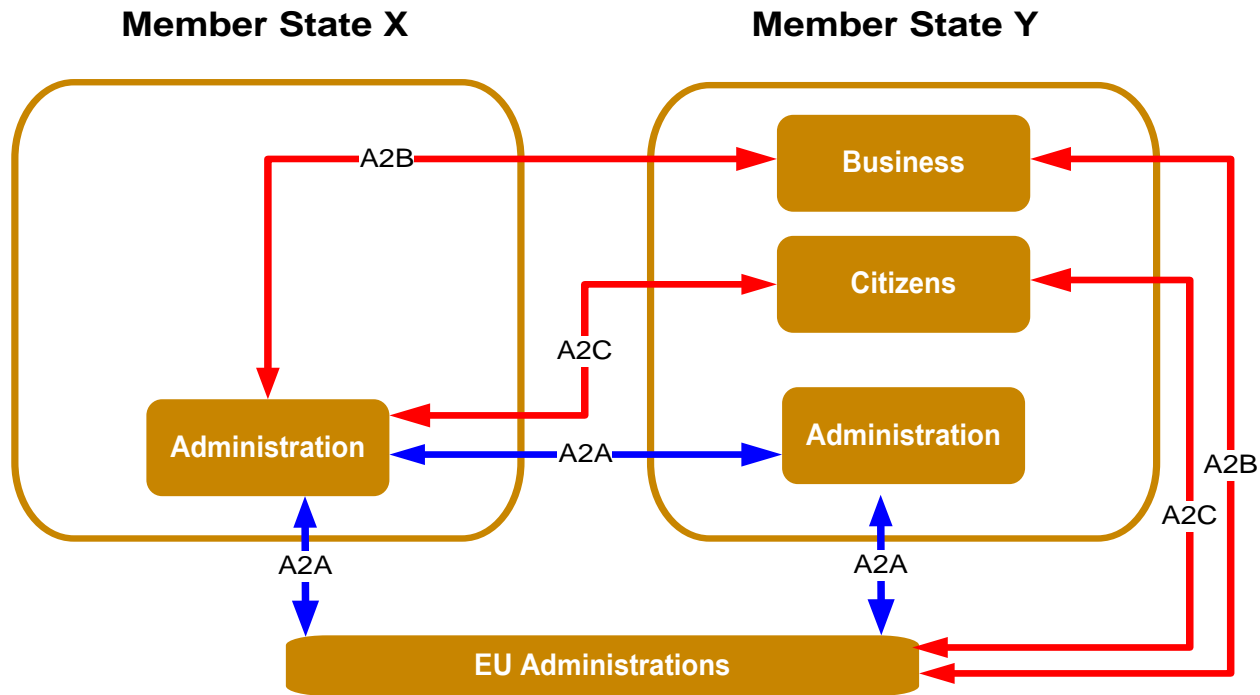 Member State X
Member State Y
A2B
Business
Citizens
A2C
Administration
Administration
A2A
A2B
A2C
A2A
A2A
EU Administrations